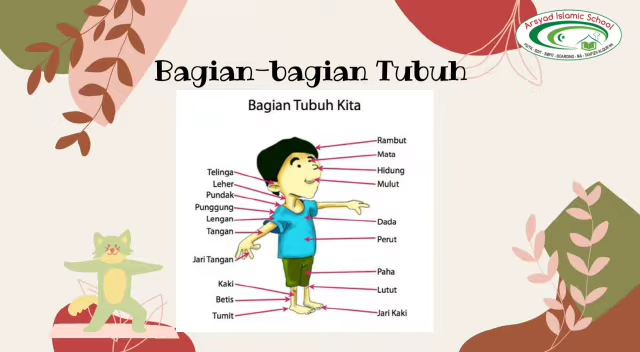 Arsyad Islamic School
Bagian-bagian Tubuh
Bagian Tubuh Kita
Rambut
Mata
Hidung
Mulut
Telinga
Leher
Pundak
Punggung
Lengan
Tangan
Jari Tangan
Dada
Perut
Paha
Lutut
Kaki
Betis
Tumit
Jari Kaki